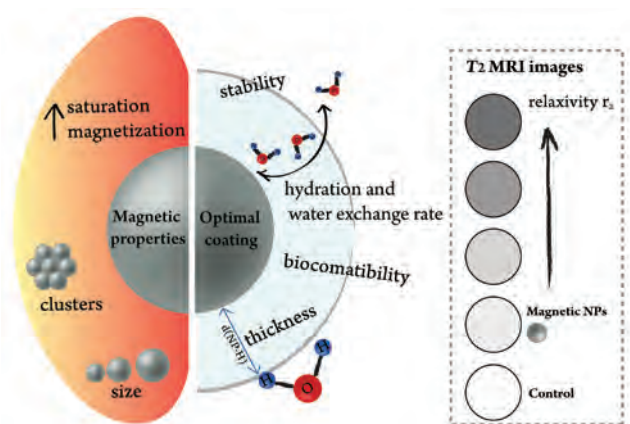 saturation
magnetization
Magnetic
properties
clusters
size
Optimal
coating
stability
hydration and
water exchange rate
biocomatibility
thickness
d(NP-H)
H
H
O
T2 MRI images
relaxivity r₂
Magnetic NPs
Control